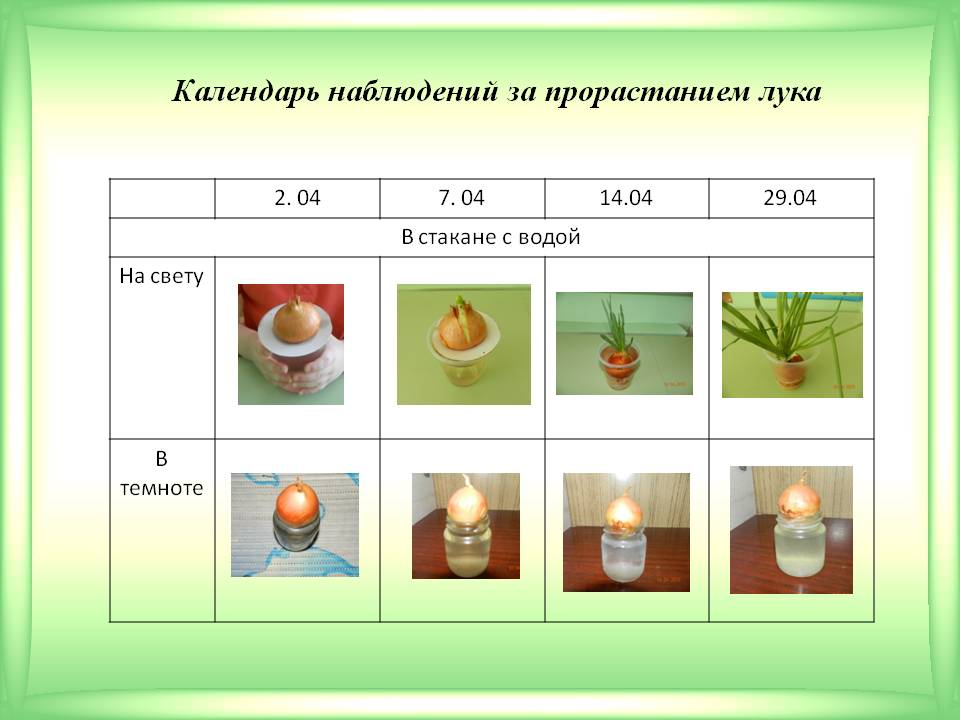 Календарь наблюдений за прорастанием лука
2. 04 7. 04 14.04 29.04
В стакане с водой
На свету
В
темноте